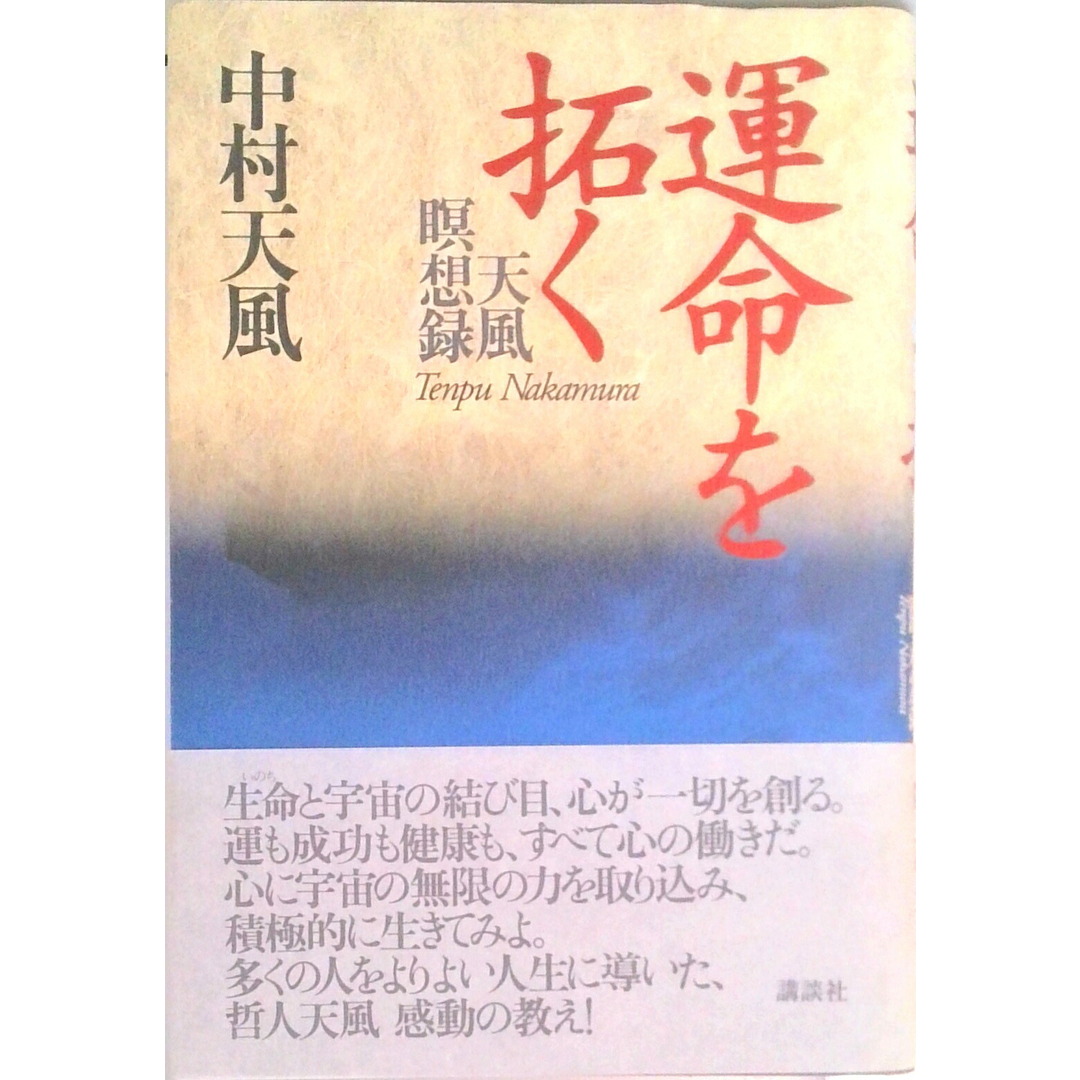 運命を
拓く
天風
瞑想録
Tenpu Nakamura
中村天風
いのち
生命と宇宙の結び目、心が一切を創る。
運も成功も健康も、すべて心の働きだ。
心に宇宙の無限の力を取り込み、
積極的に生きてみよ。
多くの人をよりよい人生に導いた、
哲人天風 感動の教え!
講談社
Tenpu Nakamura